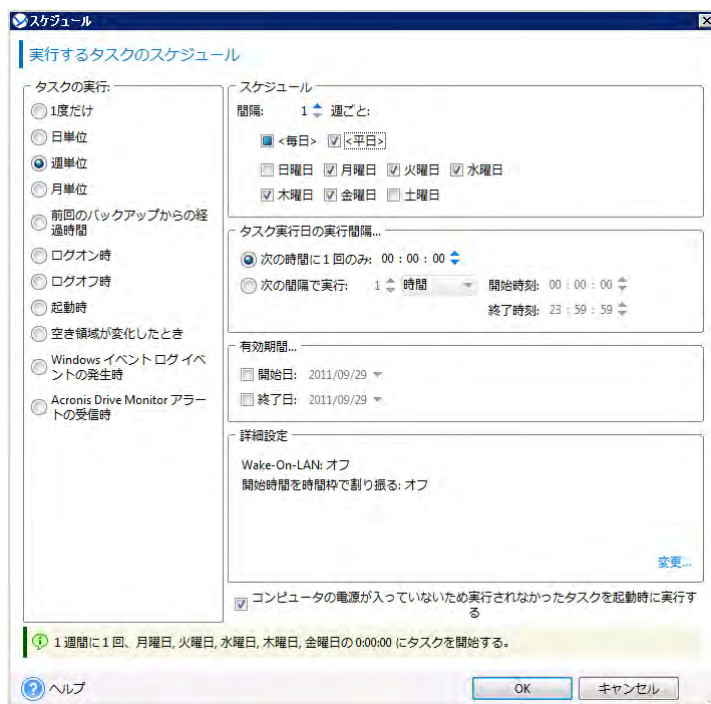 スケジュール
実行するタスクのスケジュール
タスクの実行:
1度だけ
日単位
週単位
月単位
前回のバックアップからの経
過時間
ログオン時
ログオフ時
起動時
空き領域が変化したとき
Windows イベント ログ イベ
ントの発生時
Acronis Drive Monitor アラー
トの受信時
スケジュール
間隔: 1 週ごと:
<毎日> <平日>
日曜日 月曜日 火曜日 水曜日
木曜日 金曜日 土曜日
タスク実行日の実行間隔...
次の時間に1回のみ: 00 : 00 : 00
次の間隔で実行: 1 時間 開始時刻: 00 : 00 : 00
終了時刻: 23 : 59 : 59
有効期間...
開始日: 2011/09/29
終了日: 2011/09/29
詳細設定
Wake-On-LAN: オフ
開始時間を時間枠で割り振る: オフ
変更...
コンピュータの電源が入っていないため実行されなかったタスクを起動時に実行す
る
1 週間に 1 回、月曜日, 火曜日, 水曜日, 木曜日, 金曜日の 0:00:00 にタスクを開始する。
ヘルプ
OK
キャンセル